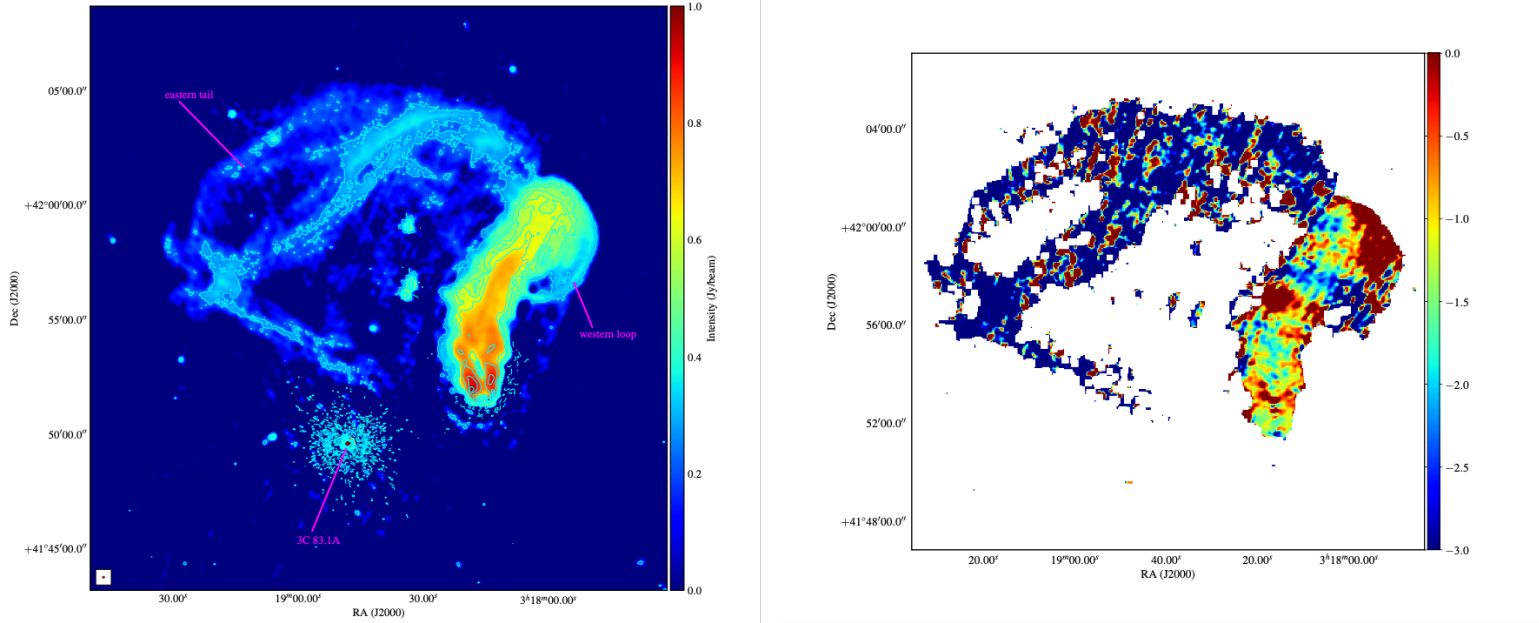 1.0
05′00.0″
eastern tail
0.8
+42°00′00.0″
0.6
Dec (J2000)
Intensity (Jy/beam)
55′00.0″
western loop
0.4
50′00.0″
0.2
3C 83.1A
+41°45′00.0″
0.0
30.00ˢ
19ᵐ00.00ˢ
30.00ˢ
3ʰ18ᵐ00.00ˢ
RA (J2000)
0.0
04′00.0″
−0.5
−1.0
+42°00′00.0″
Dec (J2000)
−1.5
56′00.0″
−2.0
52′00.0″
−2.5
+41°48′00.0″
−3.0
20.00ˢ
19ᵐ00.00ˢ
40.00ˢ
20.00ˢ
3ʰ18ᵐ00.00ˢ
RA (J2000)